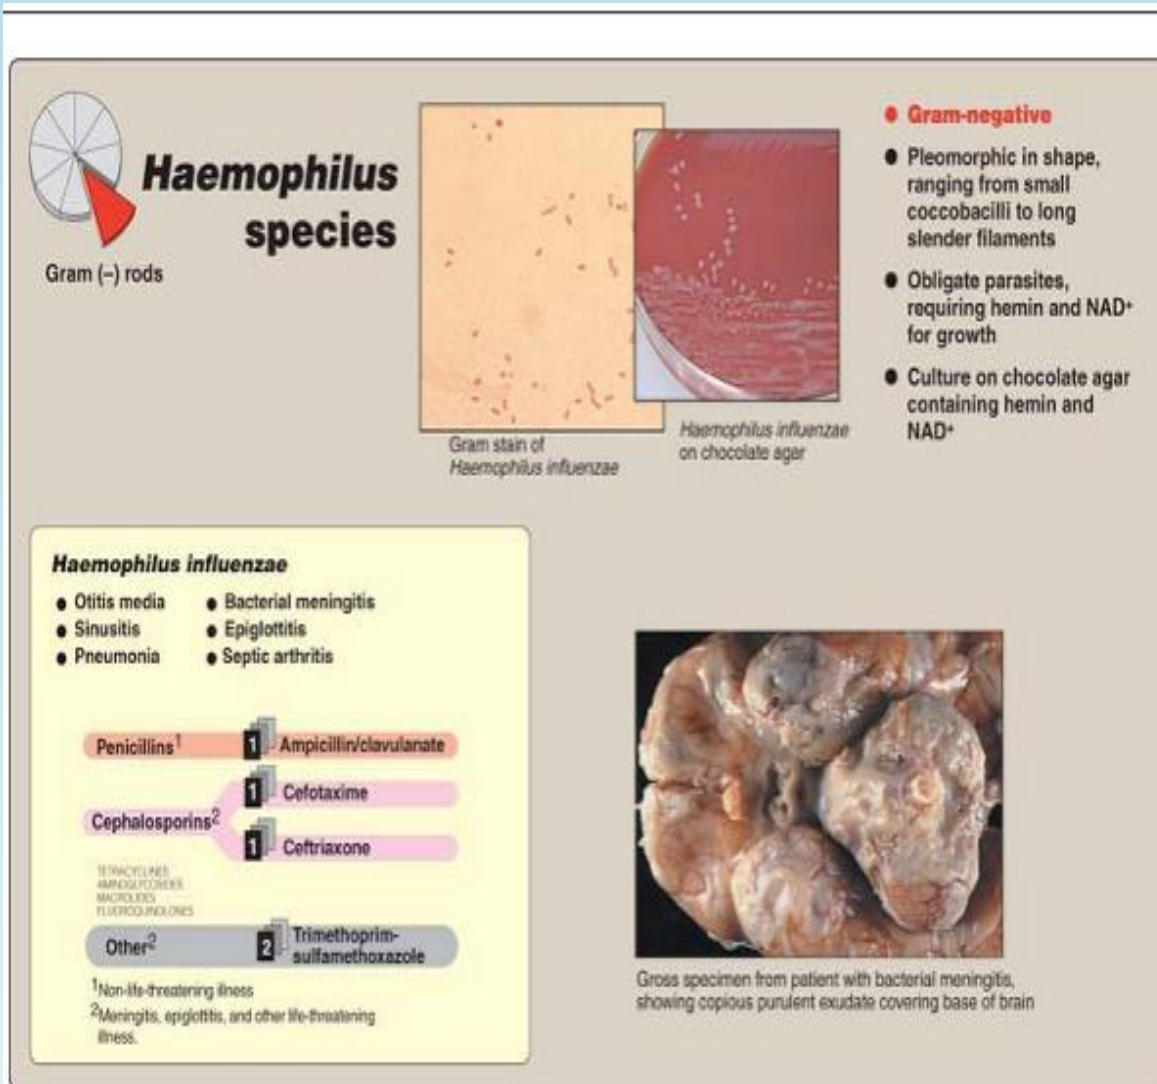 Haemophilus
species
Gram (–) rods
Gram stain of
Haemophilus influenzae
Haemophilus influenzae
on chocolate agar
● Gram-negative
● Pleomorphic in shape,
ranging from small
coccobacilli to long
slender filaments
● Obligate parasites,
requiring hemin and NAD⁺
for growth
● Culture on chocolate agar
containing hemin and
NAD⁺
Haemophilus influenzae
● Otitis media
● Sinusitis
● Pneumonia
● Bacterial meningitis
● Epiglottitis
● Septic arthritis
Penicillins¹ 1 Ampicillin/clavulanate
1 Cefotaxime
Cephalosporins²
1 Ceftriaxone
TETRACYCLINES
AMINOGLYCOSIDES
MACROLIDES
FLUOROQUINOLONES
Other² 2 Trimethoprim-
sulfamethoxazole
¹Non-life-threatening illness
²Meningitis, epiglottitis, and other life-threatening
illness.
Gross specimen from patient with bacterial meningitis,
showing copious purulent exudate covering base of brain